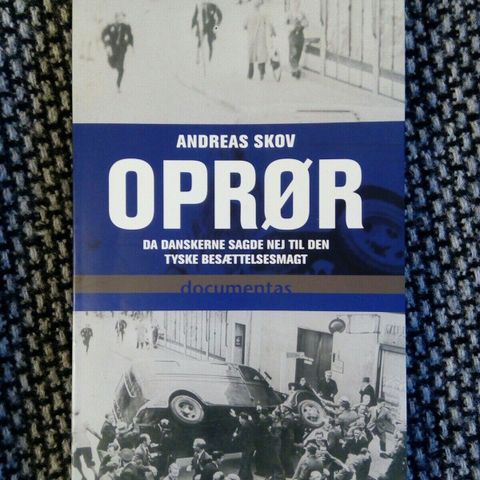 ANDREAS SKOV
OPRØR
DA DANSKERNE SAGDE NEJ TIL DEN
TYSKE BESÆTTELSESMAGT
documentas